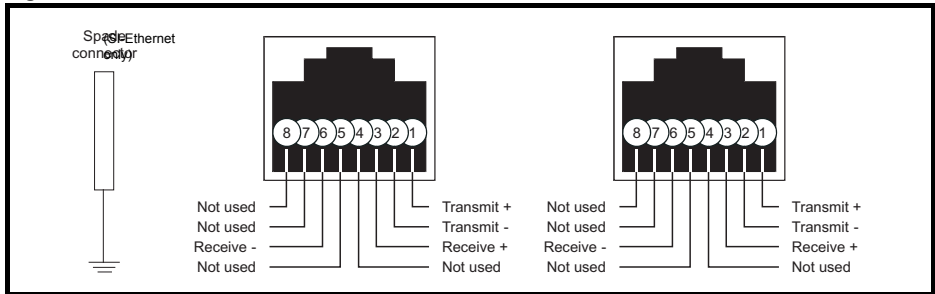 Spade
connector
(SI-Ethernet
only)
8 7 6 5 4 3 2 1
Not used
Not used
Receive -
Not used
Transmit +
Transmit -
Receive +
Not used
8 7 6 5 4 3 2 1
Not used
Not used
Receive -
Not used
Transmit +
Transmit -
Receive +
Not used